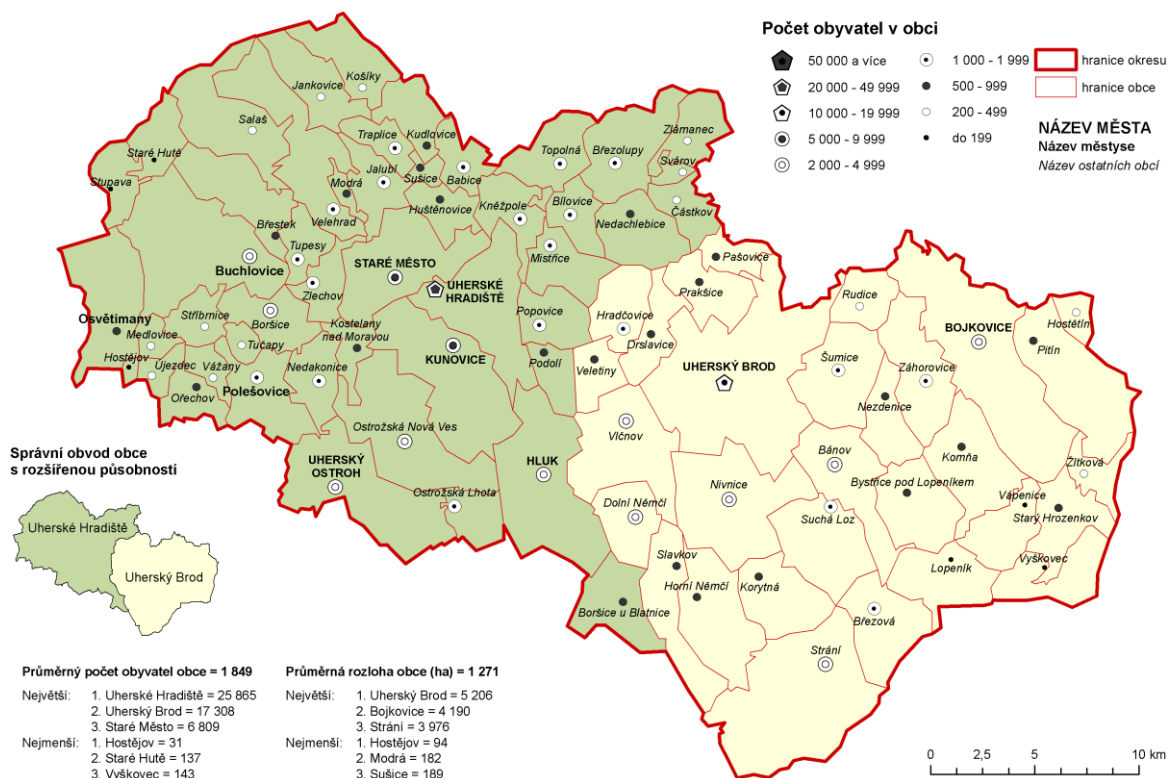 Počet obyvatel v obci
50 000 a více
20 000 - 49 999
10 000 - 19 999
5 000 - 9 999
2 000 - 4 999
1 000 - 1 999
500 - 999
200 - 499
do 199
hranice okresu
hranice obce
NÁZEV MĚSTA
Název městyse
Název ostatních obcí
Košíky
Jankovice
Salaš
Staré Hutě
Stupava
Traplice
Kudlovice
Jalubí
Sušice
Babice
Modrá
Velehrad
Huštěnovice
Topolná
Březolupy
Zlámanec
Svárov
Částkov
Kněžpole
Bílovice
Nedachlebice
Mistřice
Břestek
Tupesy
Buchlovice
Zlechov
STARÉ MĚSTO
UHERSKÉ
HRADIŠTĚ
Pašovice
Prakšice
Osvětimany
Medlovice
Stříbrnice
Boršice
Kostelany
nad Moravou
Tučapy
KUNOVICE
Popovice
Podolí
Hradčovice
Drslavice
Veletiny
Rudice
BOJKOVICE
Hostětín
Pitín
Hostějov
Újezdec
Vážany
Ořechov
Polešovice
Nedakonice
UHERSKÝ BROD
Šumice
Záhorovice
Nezdenice
Ostrožská Nová Ves
Vlčnov
UHERSKÝ
OSTROH
HLUK
Ostrožská Lhota
Bánov
Komňa
Žítková
Bystřice pod Lopeníkem
Nivnice
Dolní Němčí
Suchá Loz
Vápenice
Starý Hrozenkov
Slavkov
Horní Němčí
Korytná
Lopeník
Vyškovec
Boršice u Blatnice
Březová
Strání
Správní obvod obce
s rozšířenou působností
Uherské Hradiště
Uherský Brod
Průměrný počet obyvatel obce = 1 849
Největší: 1. Uherské Hradiště = 25 865
2. Uherský Brod = 17 308
3. Staré Město = 6 809
Nejmenší: 1. Hostějov = 31
2. Staré Hutě = 137
3. Vyškovec = 143
Průměrná rozloha obce (ha) = 1 271
Největší: 1. Uherský Brod = 5 206
2. Bojkovice = 4 190
3. Strání = 3 976
Nejmenší: 1. Hostějov = 94
2. Modrá = 182
3. Sušice = 189
0 2,5 5 10 km